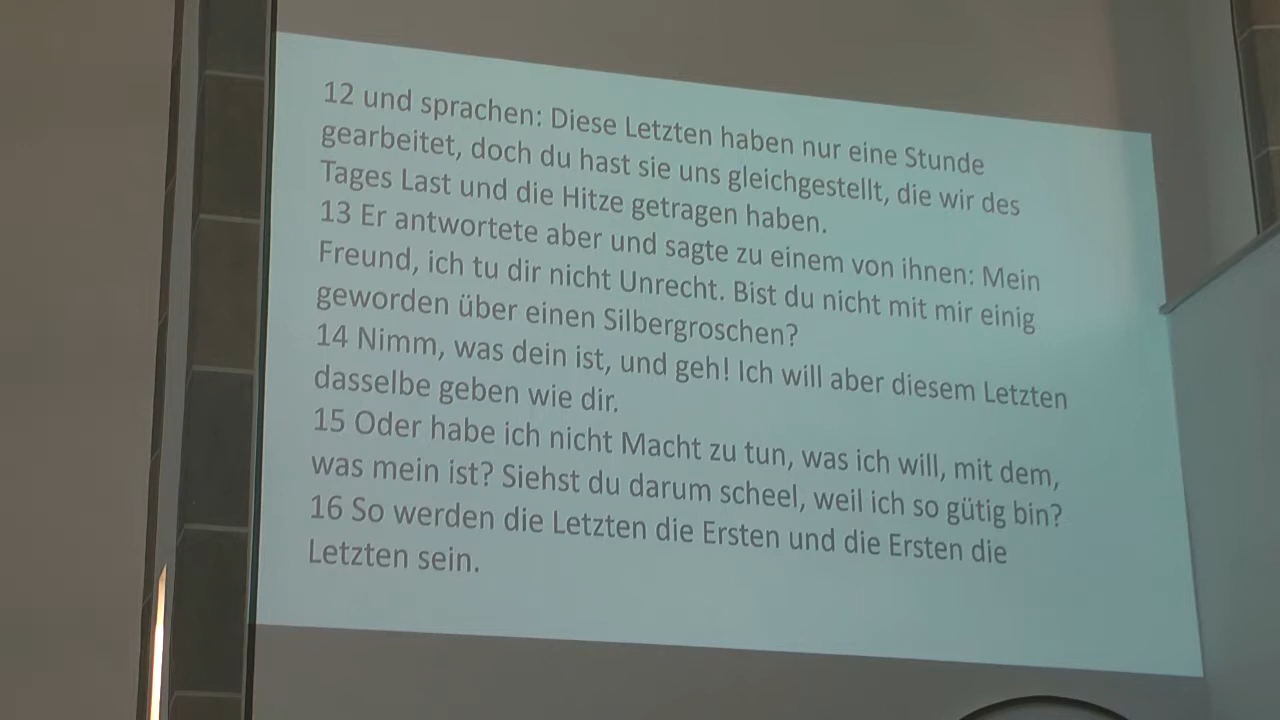 12 und sprachen: Diese Letzten haben nur eine Stunde
gearbeitet, doch du hast sie uns gleichgestellt, die wir des
Tages Last und die Hitze getragen haben.
13 Er antwortete aber und sagte zu einem von ihnen: Mein
Freund, ich tu dir nicht Unrecht. Bist du nicht mit mir einig
geworden über einen Silbergroschen?
14 Nimm, was dein ist, und geh! Ich will aber diesem Letzten
dasselbe geben wie dir.
15 Oder habe ich nicht Macht zu tun, was ich will, mit dem,
was mein ist? Siehst du darum scheel, weil ich so gütig bin?
16 So werden die Letzten die Ersten und die Ersten die
Letzten sein.